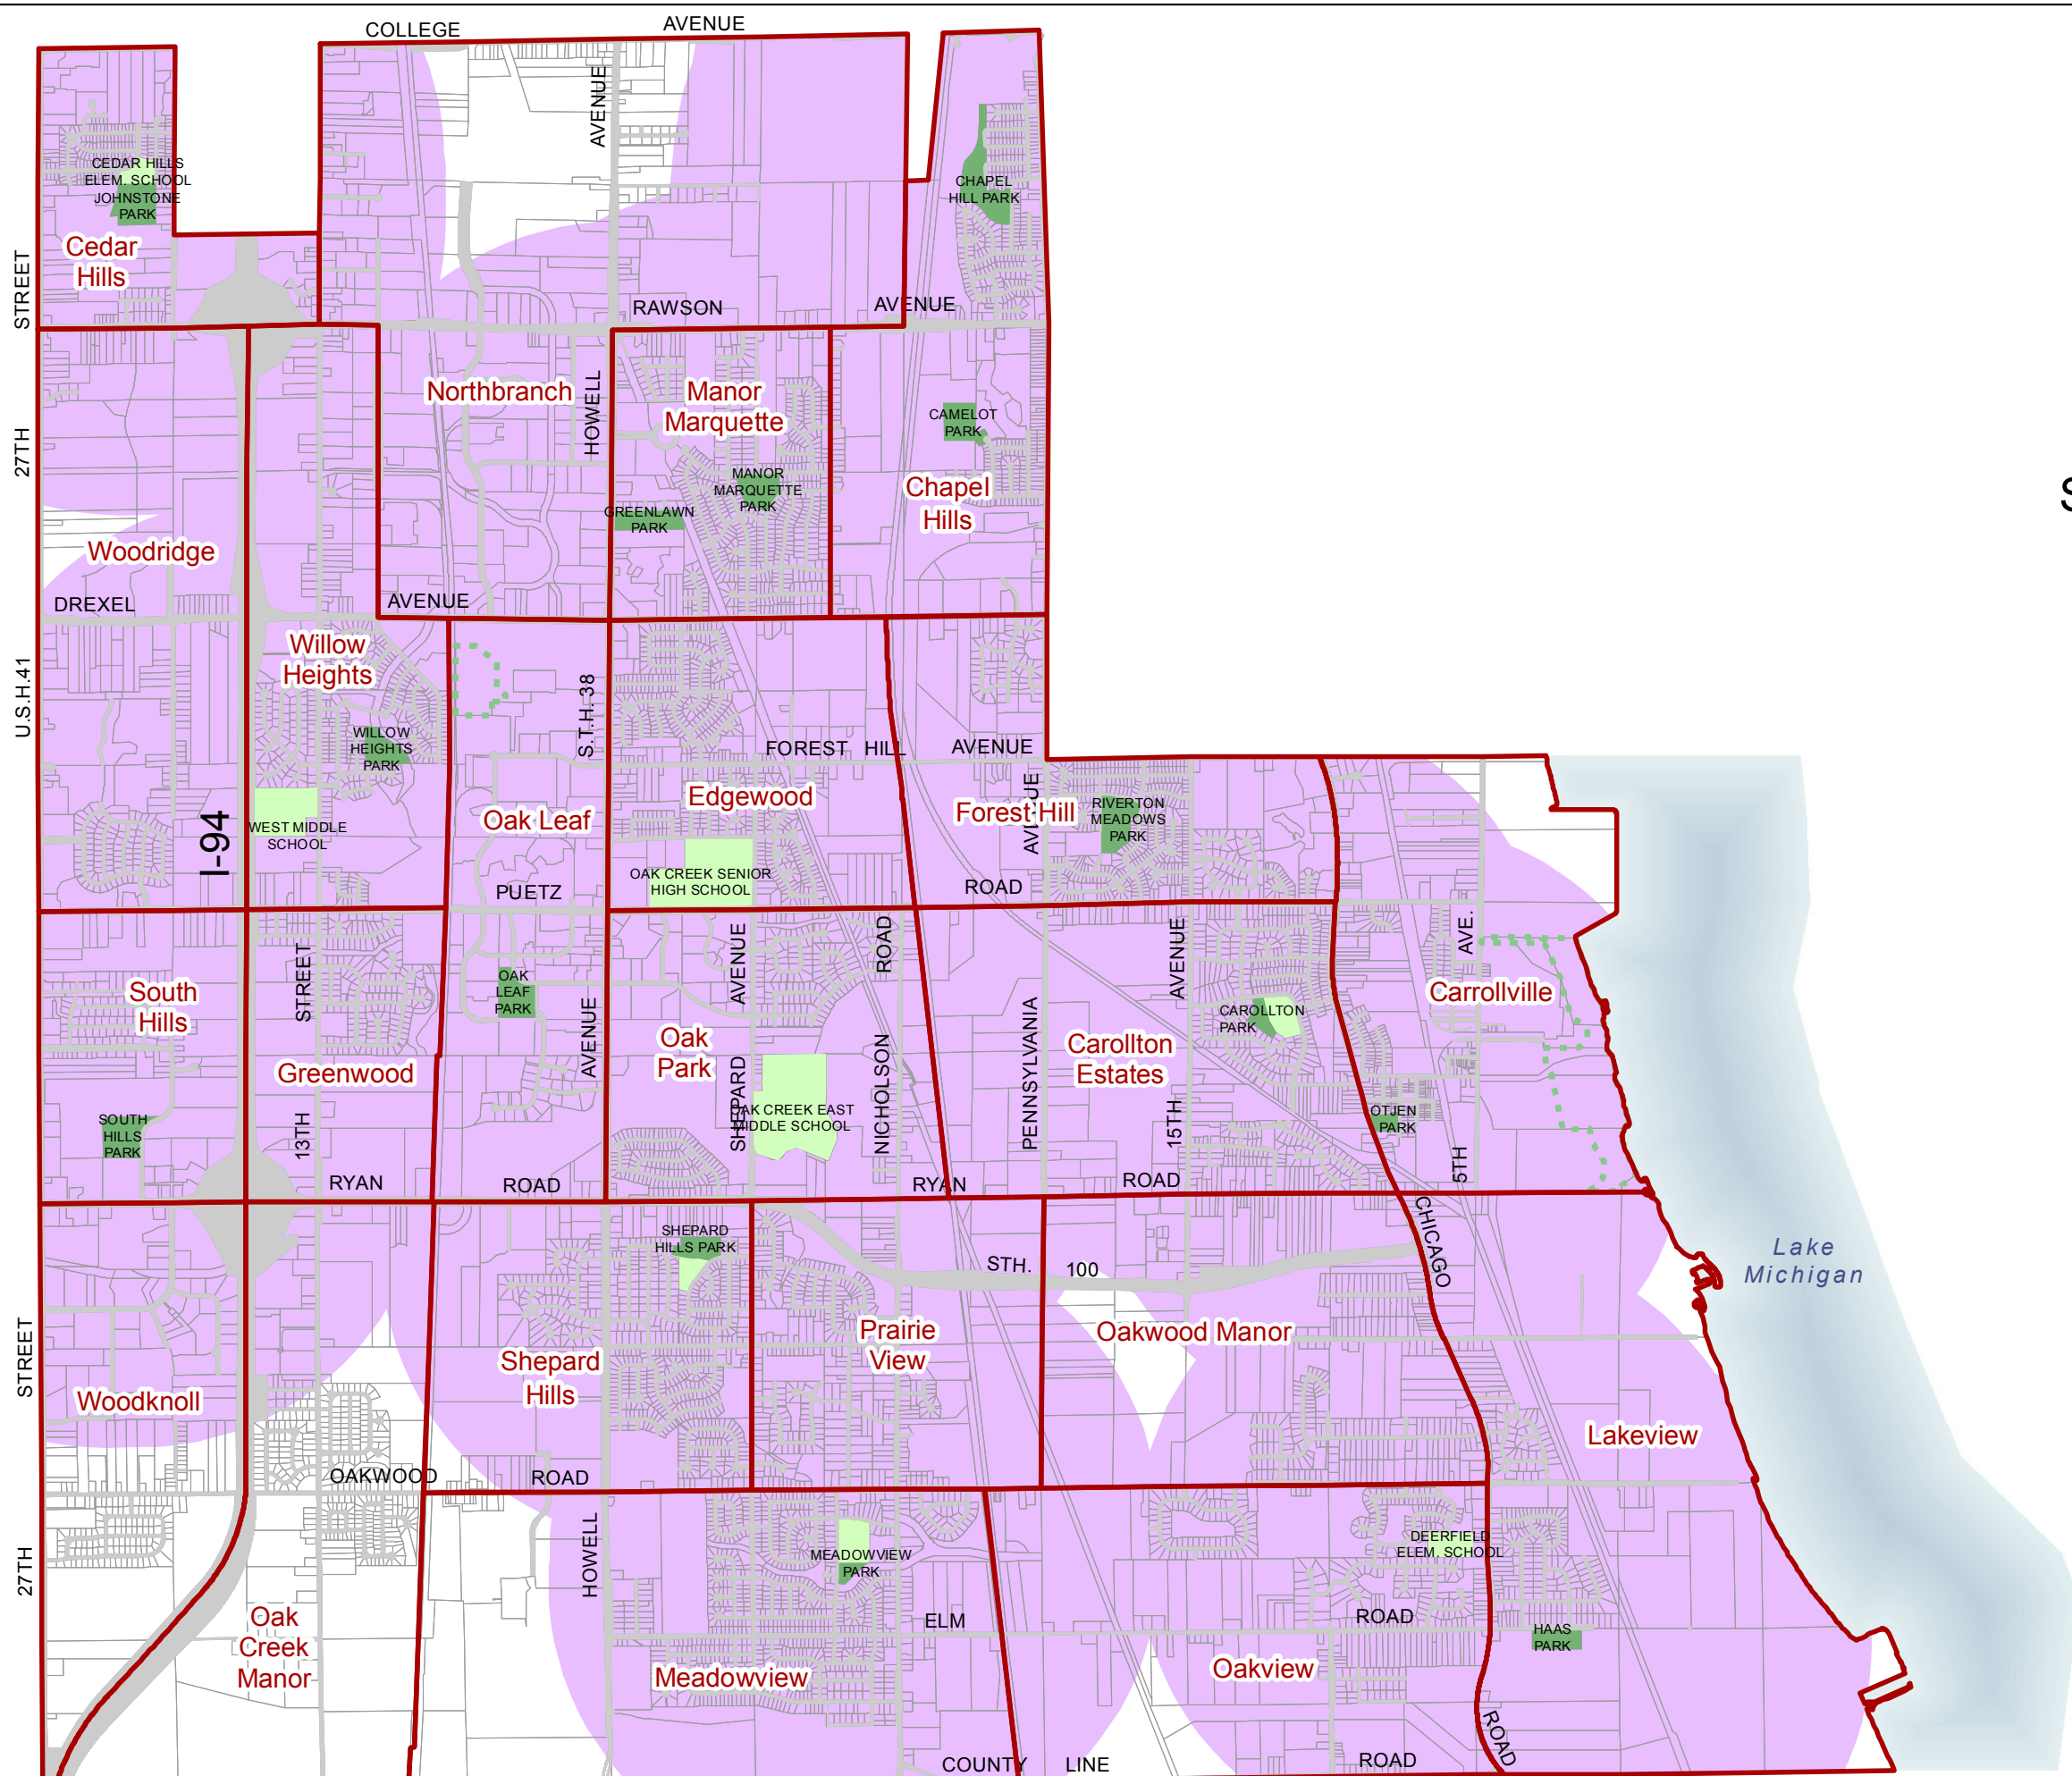 COLLEGE
AVENUE
AVENUE
CEDAR HILLS
ELEM. SCHOOL
JOHNSTONE
PARK
CHAPEL
HILL PARK
Cedar
Hills
STREET
RAWSON
AVENUE
Northbranch
HOWELL
Manor
Marquette
CAMELOT
PARK
27TH
MANOR
MARQUETTE
PARK
Chapel
Hills
S
GREENLAWN
PARK
Woodridge
DREXEL
AVENUE
Willow
Heights
U.S.H.41
S.T.H.38
WILLOW
HEIGHTS
PARK
FOREST HILL AVENUE
Edgewood
Oak Leaf
Forest Hill
AVENUE
RIVERTON
MEADOWS
PARK
I-94
WEST MIDDLE
SCHOOL
OAK CREEK SENIOR
HIGH SCHOOL
PUETZ
ROAD
AVENUE
ROAD
AVENUE
AVE.
OAK
LEAF
PARK
South
Hills
STREET
Carrollville
CAROLLTON
PARK
AVENUE
Oak
Park
Carollton
Estates
Greenwood
SHEPARD
NICHOLSON
PENNSYLVANIA
OAK CREEK EAST
MIDDLE SCHOOL
OTJEN
PARK
SOUTH
HILLS
PARK
13TH
15TH
5TH
RYAN
ROAD
RYAN
ROAD
CHICAGO
SHEPARD
HILLS PARK
STH.
100
Lake
Michigan
STREET
Prairie
View
Oakwood Manor
Shepard
Hills
Woodknoll
Lakeview
OAKWOOD
ROAD
27TH
HOWELL
MEADOWVIEW
PARK
DEERFIELD
ELEM. SCHOOL
Oak
Creek
Manor
ELM
ROAD
HAAS
PARK
Meadowview
Oakview
ROAD
COUNTY
LINE
ROAD